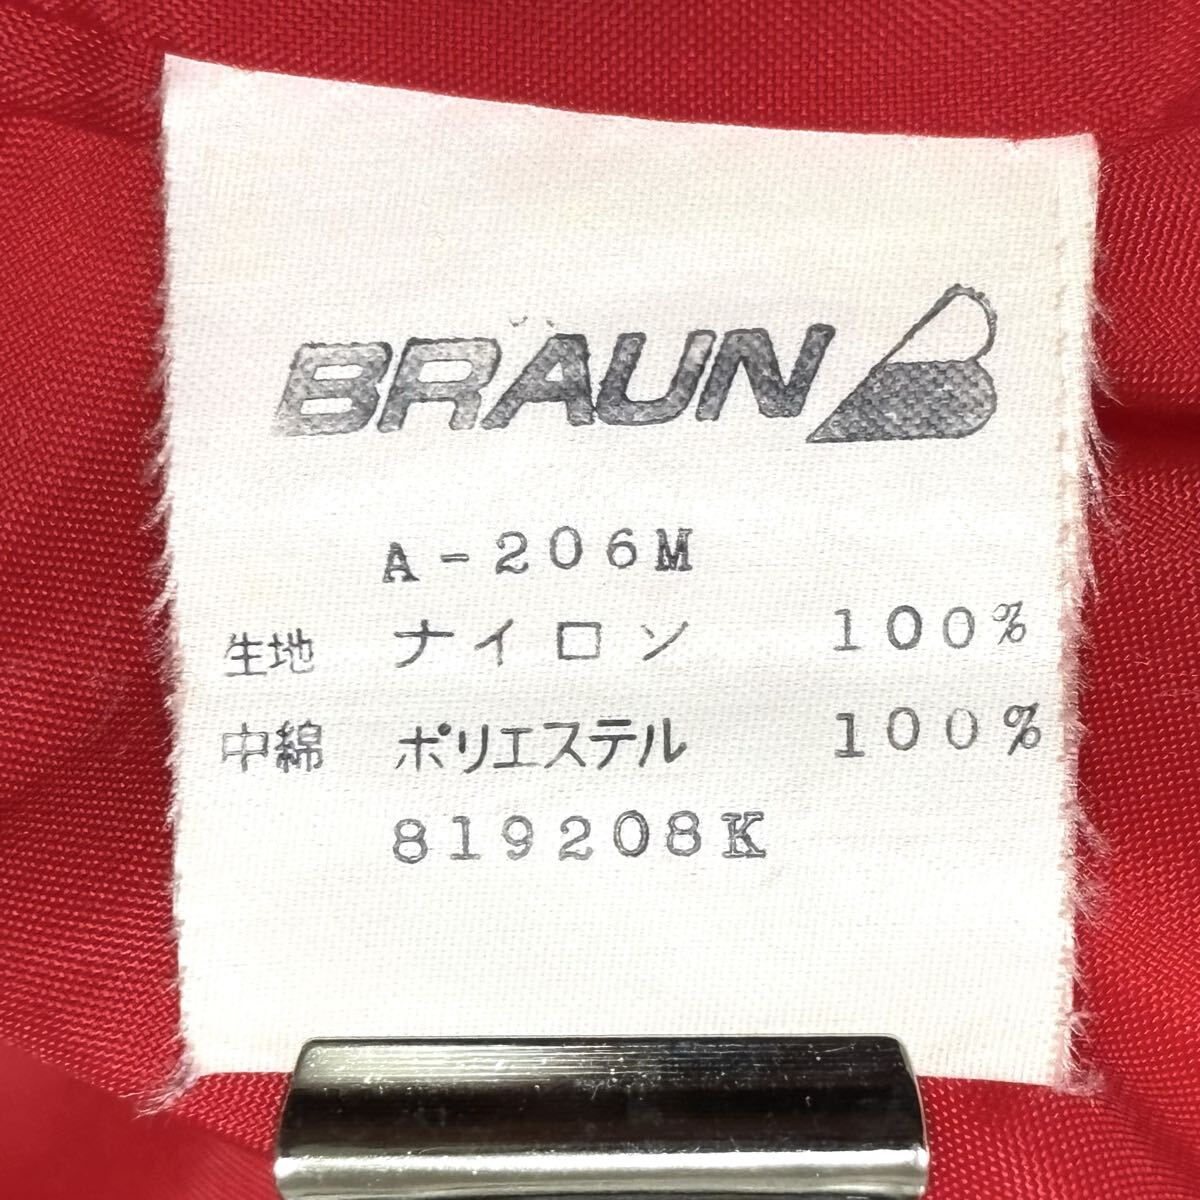 BRAUN
A-206M
生地 ナイロン 100%
中綿 ポリエステル 100%
819208K